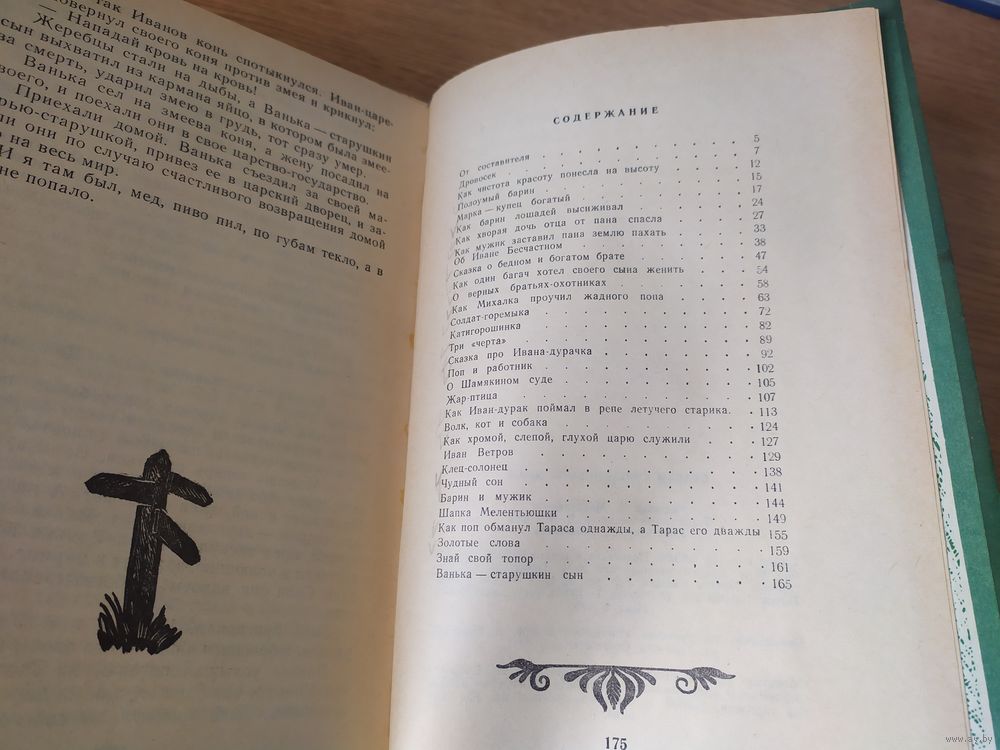 так Иванов конь спотыкнулся. Иван-царе-
овернул своего коня против змея и крикнул:
— Нападай кровь на кровь!
Жеребцы стали на дыбы, а Ванька — старушкин
сын выхватил из кармана яйцо, в котором была змее-
ва смерть, ударил змею в грудь, тот сразу умер.
Ванька сел на змеева коня, а жену посадил на
своего, и поехали они в свое царство-государство.
Приехали домой. Ванька съездил за своей ма-
рью-старушкой, привез ее в царский дворец, и за-
ли они по случаю счастливого возвращения домой
на весь мир.
И я там был, мед, пиво пил, по губам текло, а в
не попало.
СОДЕРЖАНИЕ
От составителя 5
Дровосек 7
Как чистота красоту понесла на высоту 12
Полоумый барин 15
Марка — купец богатый 17
Как барин лошадей высиживал 24
Как хворая дочь отца от пана спасла 27
Как мужик заставил пана землю пахать 33
Об Иване Бесчастном 38
Сказка о бедном и богатом брате 47
Как один багач хотел своего сына женить 54
О верных братьях-охотниках 58
Как Михалка проучил жадного попа 63
Солдат-горемыка 72
Катигорошинка 82
Три «черта» 89
Сказка про Ивана-дурачка 92
Поп и работник 102
О Шамякином суде 105
Жар-птица 107
Как Иван-дурак поймал в репе летучего старика. 113
Волк, кот и собака 124
Как хромой, слепой, глухой царю служили 127
Иван Ветров 129
Клец-солонец 138
Чудный сон 141
Барин и мужик 144
Шапка Мелентьюшки 149
Как поп обманул Тараса однажды, а Тарас его дважды 155
Золотые слова 159
Знай свой топор 161
Ванька — старушкин сын 165
175
www.ay.by